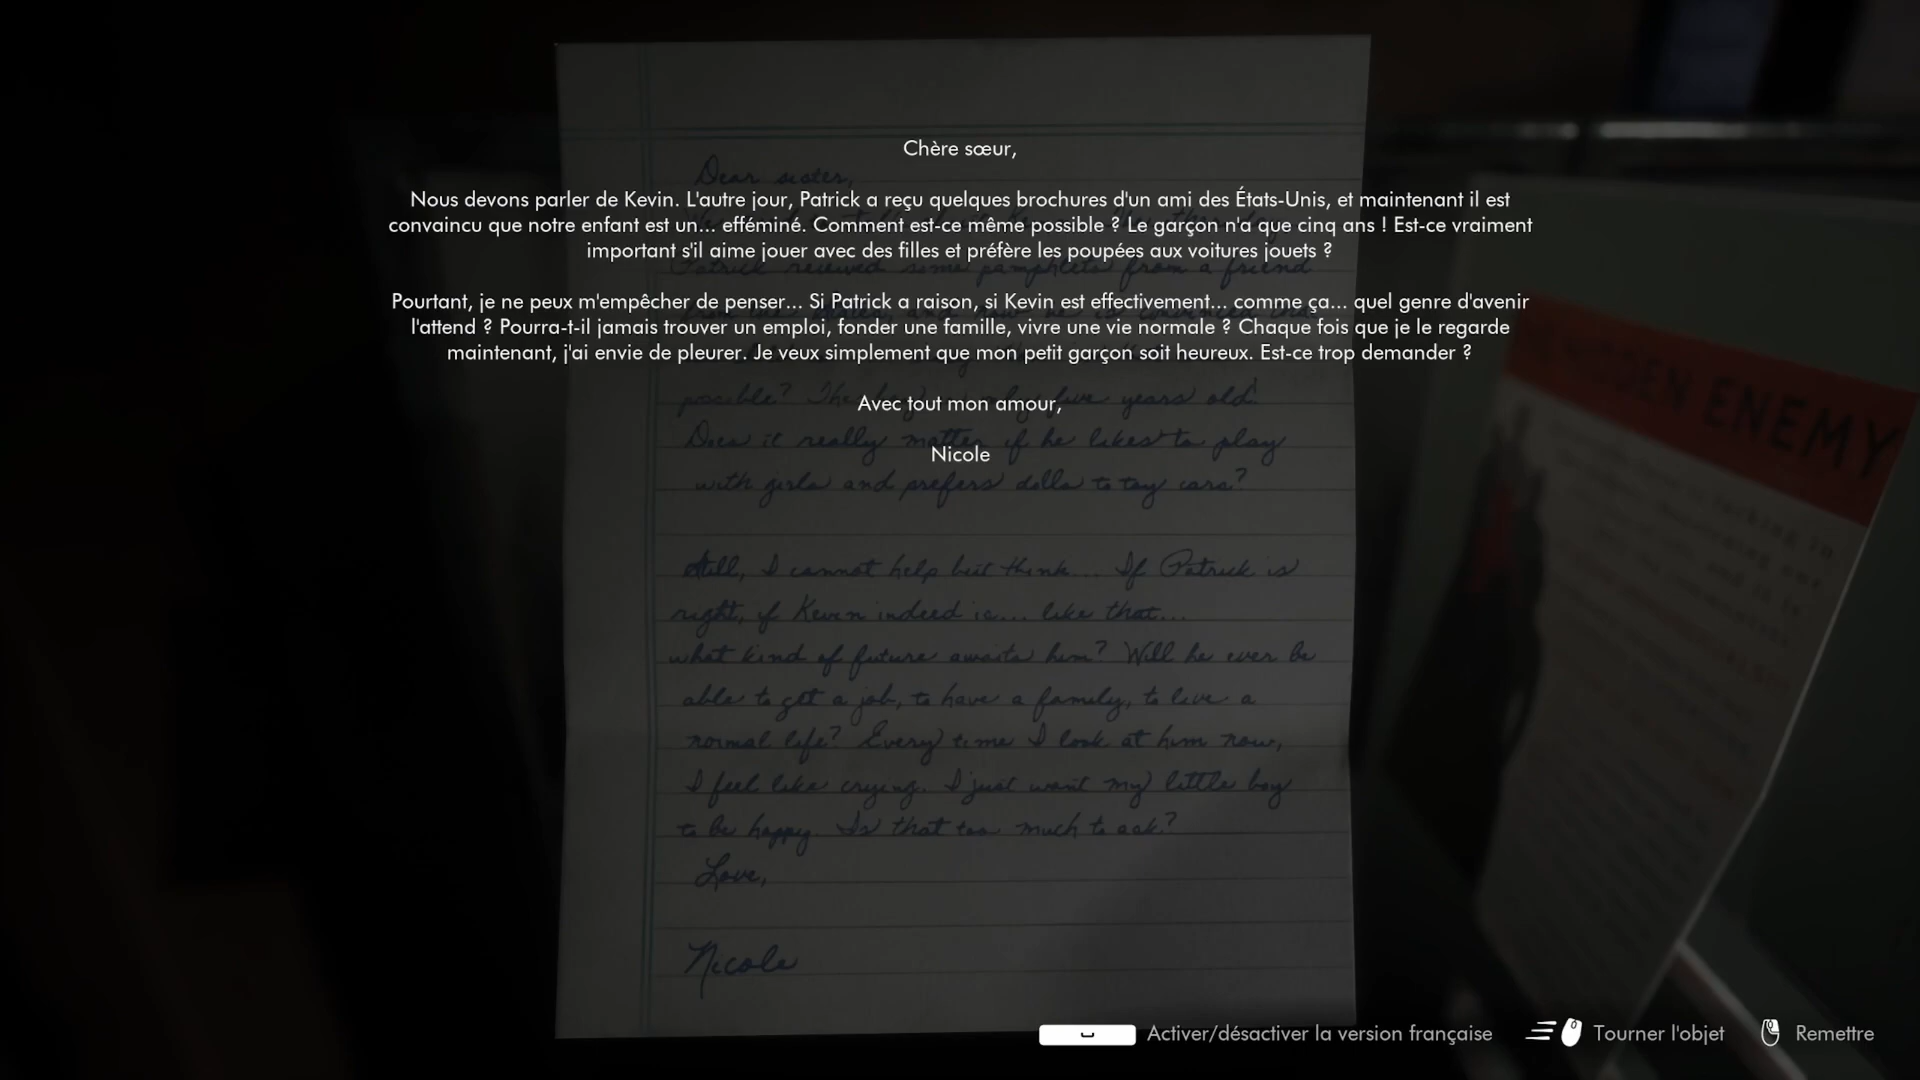 Chère sœur,
Nous devons parler de Kevin. L'autre jour, Patrick a reçu quelques brochures d'un ami des États-Unis, et maintenant il est
convaincu que notre enfant est un... efféminé. Comment est-ce même possible ? Le garçon n'a que cinq ans ! Est-ce vraiment
important s'il aime jouer avec des filles et préfère les poupées aux voitures jouets ?
Pourtant, je ne peux m'empêcher de penser... Si Patrick a raison, si Kevin est effectivement... comme ça... quel genre d'avenir
l'attend ? Pourra-t-il jamais trouver un emploi, fonder une famille, vivre une vie normale ? Chaque fois que je le regarde
maintenant, j'ai envie de pleurer. Je veux simplement que mon petit garçon soit heureux. Est-ce trop demander ?
Avec tout mon amour,
Nicole
Dear sister,
Patrick received some pamphlets from a friend
possible? The boy is only five years old!
Does it really matter if he likes to play
with girls and prefers dolls to toy cars?
Still, I cannot help but think... If Patrick is
right, if Kevin indeed is... like that...
what kind of future awaits him? Will he ever be
able to get a job, to have a family, to live a
normal life? Every time I look at him now,
I feel like crying. I just want my little boy
to be happy. Is that too much to ask?
Love,
Nicole
ENEMY
Activer/désactiver la version française
Tourner l'objet
Remettre